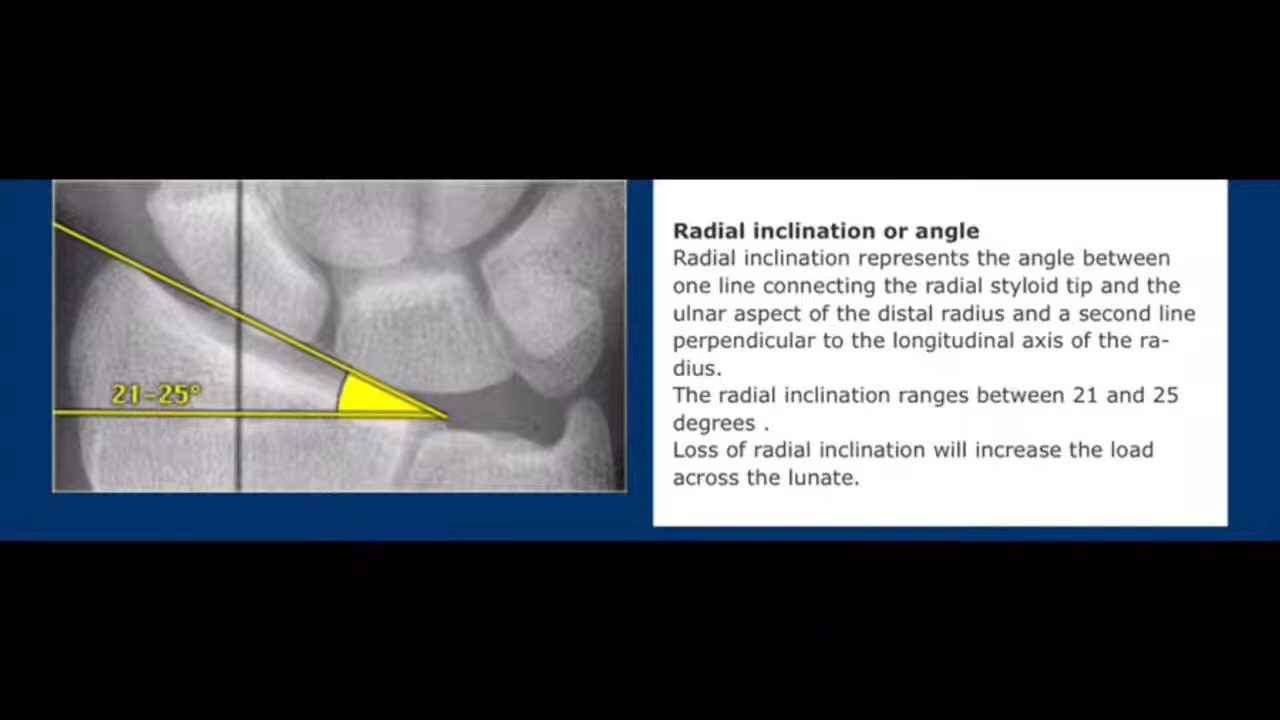 21-25°
Radial inclination or angle
Radial inclination represents the angle between
one line connecting the radial styloid tip and the
ulnar aspect of the distal radius and a second line
perpendicular to the longitudinal axis of the ra-
dius.
The radial inclination ranges between 21 and 25
degrees .
Loss of radial inclination will increase the load
across the lunate.